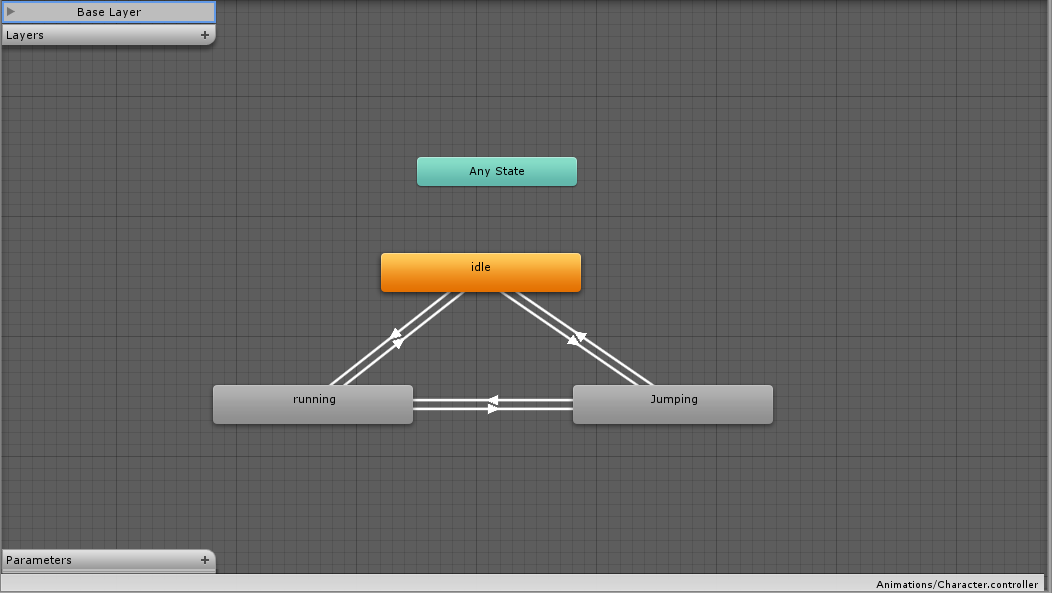 Base Layer
Layers +
Any State
idle
running
Jumping
Parameters +
Animations/Character.controller